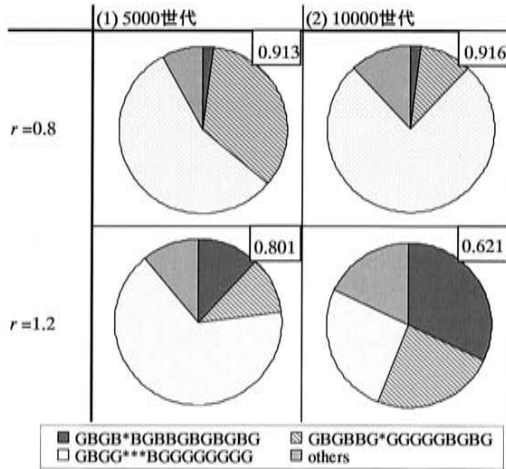 (1) 5000世代 (2) 10000世代
0.913 0.916
r =0.8
0.801 0.621
r =1.2
GBGB*BGBBGBGBGBG GBGBBG*GGGGGBGBG
GBGG***BGGGGGGGG others